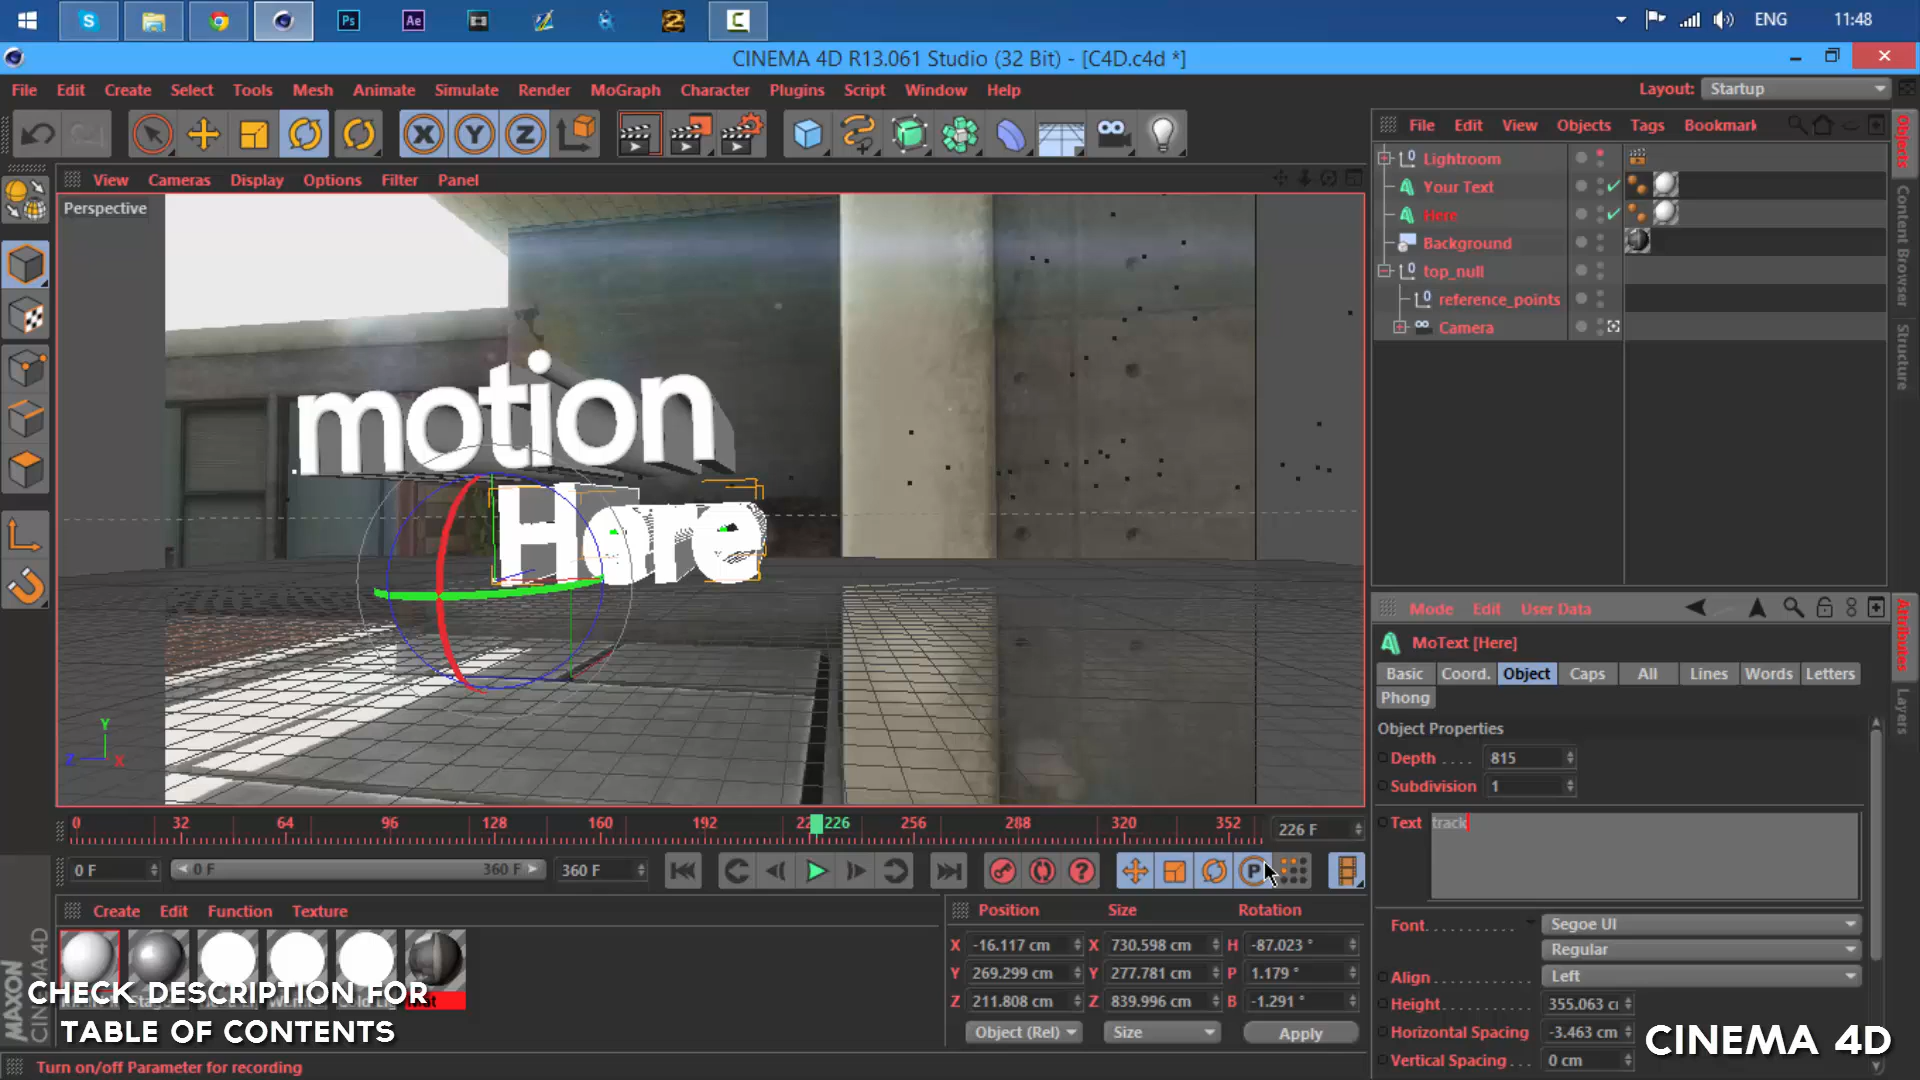 ENG
11:48
CINEMA 4D R13.061 Studio (32 Bit) - [C4D.c4d *]
File Edit Create Select Tools Mesh Animate Simulate Render MoGraph Character Plugins Script Window Help
Layout: Startup
View Cameras Display Options Filter Panel
Perspective
motion
Here
Y
Z X
File Edit View Objects Tags Bookmark
Lightroom
Your Text
Here
Background
top_null
reference_points
Camera
Objects
Content Browser
Structure
Mode Edit User Data
MoText [Here]
Basic Coord. Object Caps All Lines Words Letters
Phong
Object Properties
Depth . . . . 815
Subdivision 1
Text track
Font. . . . . . . . . . . Segoe UI
Regular
Align. . . . . . . . . . . Left
Height. . . . . . . . . . 355.063 c
Horizontal Spacing -3.463 cm
Vertical Spacing . . . 0 cm
Attributes
Layers
0 32 64 96 128 160 192 22 226 256 288 320 352
226 F
0 F 0 F 360 F 360 F
Create Edit Function Texture
Position Size Rotation
X -16.117 cm X 730.598 cm H -87.023 °
Y 269.299 cm Y 277.781 cm P 1.179 °
Z 211.808 cm Z 839.996 cm B -1.291 °
Object (Rel) Size Apply
MAXON
CINEMA 4D
CHECK DESCRIPTION FOR
TABLE OF CONTENTS
CINEMA 4D
Turn on/off Parameter for recording